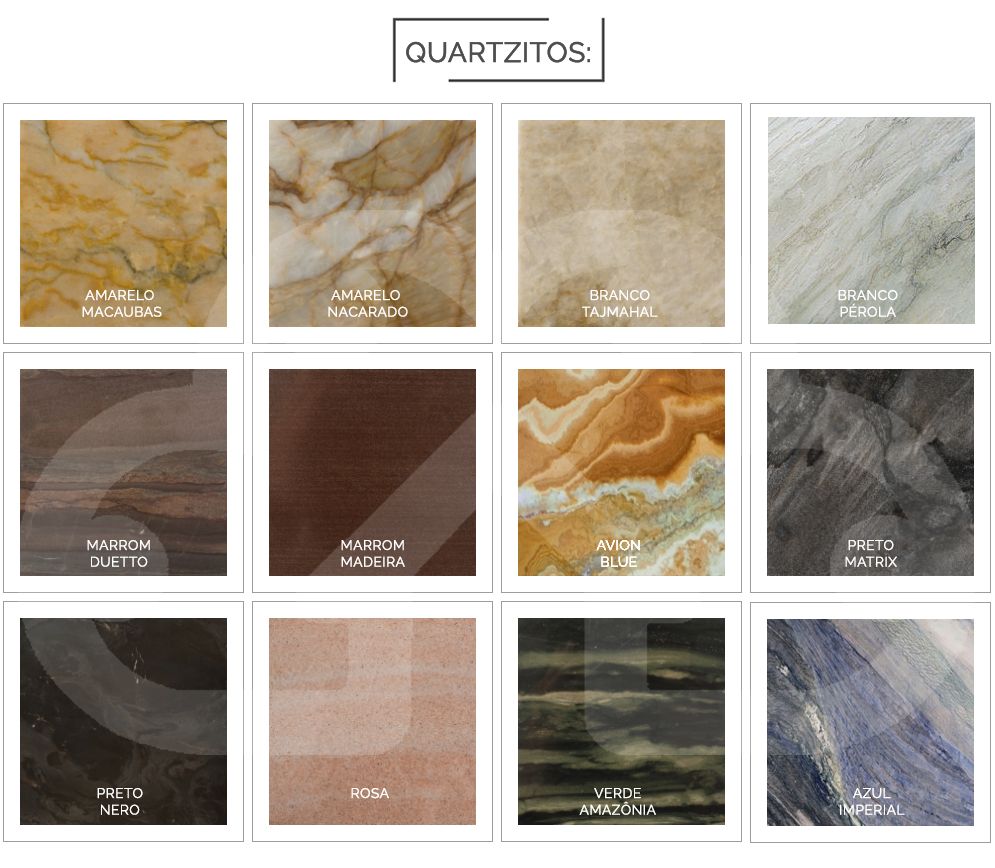 QUARTZITOS:
AMARELO
MACAUBAS
AMARELO
NACARADO
BRANCO
TAJMAHAL
BRANCO
PÉROLA
MARROM
DUETTO
MARROM
MADEIRA
AVION
BLUE
PRETO
MATRIX
PRETO
NERO
ROSA
VERDE
AMAZÔNIA
AZUL
IMPERIAL